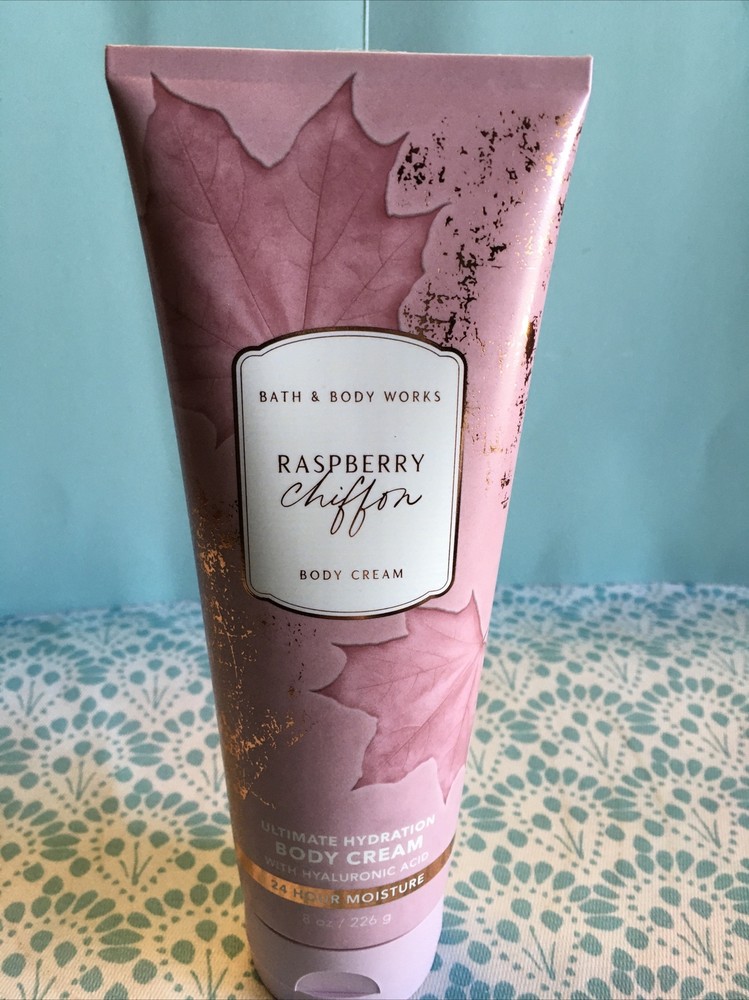 BATH & BODY WORKS
RASPBERRY
chiffon
BODY CREAM
ULTIMATE HYDRATION
BODY CREAM
WITH HYALURONIC ACID
24 HOUR MOISTURE
8 oz / 226 g